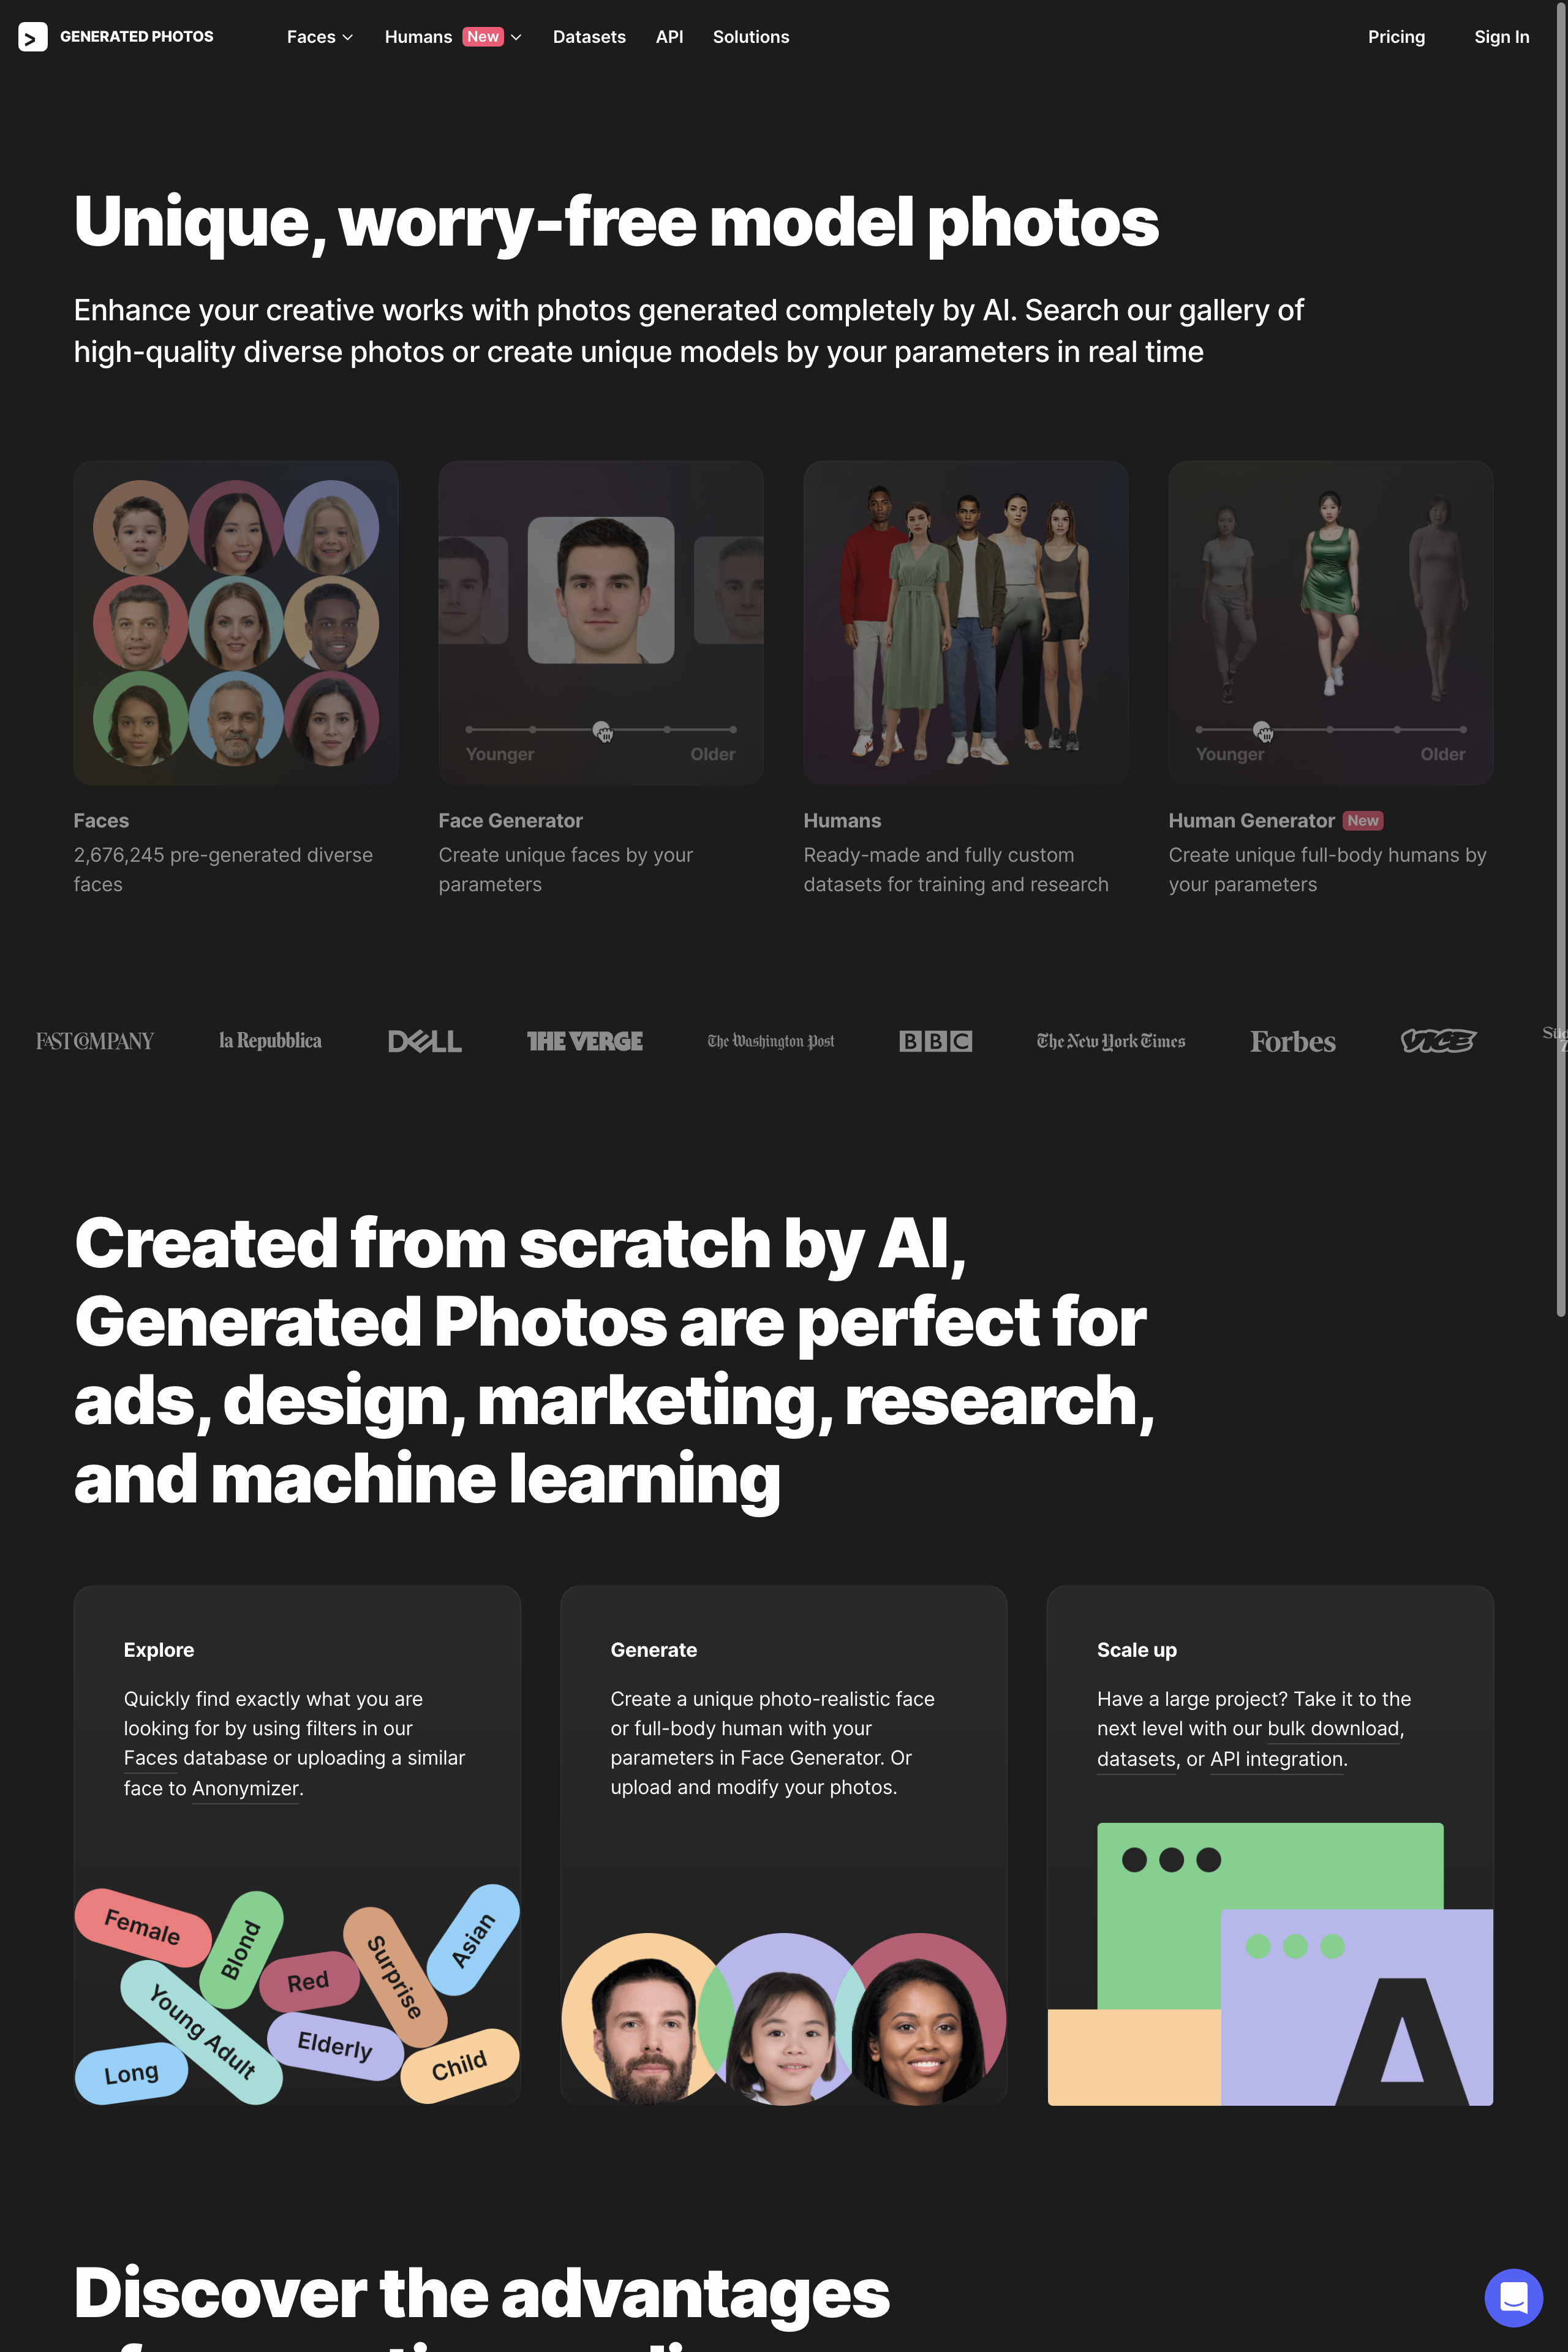 GENERATED PHOTOS
Faces
Humans New
Datasets
API
Solutions
Pricing
Sign In
Unique, worry-free model photos
Enhance your creative works with photos generated completely by AI. Search our gallery of
high-quality diverse photos or create unique models by your parameters in real time
Younger
Older
Younger
Older
Faces
2,676,245 pre-generated diverse
faces
Face Generator
Create unique faces by your
parameters
Humans
Ready-made and fully custom
datasets for training and research
Human Generator New
Create unique full-body humans by
your parameters
FAST COMPANY
la Repubblica
DELL
THE VERGE
The Washington Post
BBC
The New York Times
Forbes
VICE
Created from scratch by AI,
Generated Photos are perfect for
ads, design, marketing, research,
and machine learning
Explore
Quickly find exactly what you are
looking for by using filters in our
Faces database or uploading a similar
face to Anonymizer.
Female
Blond
Red
Surprise
Asian
Young Adult
Elderly
Long
Child
Generate
Create a unique photo-realistic face
or full-body human with your
parameters in Face Generator. Or
upload and modify your photos.
Scale up
Have a large project? Take it to the
next level with our bulk download,
datasets, or API integration.
A
Discover the advantages